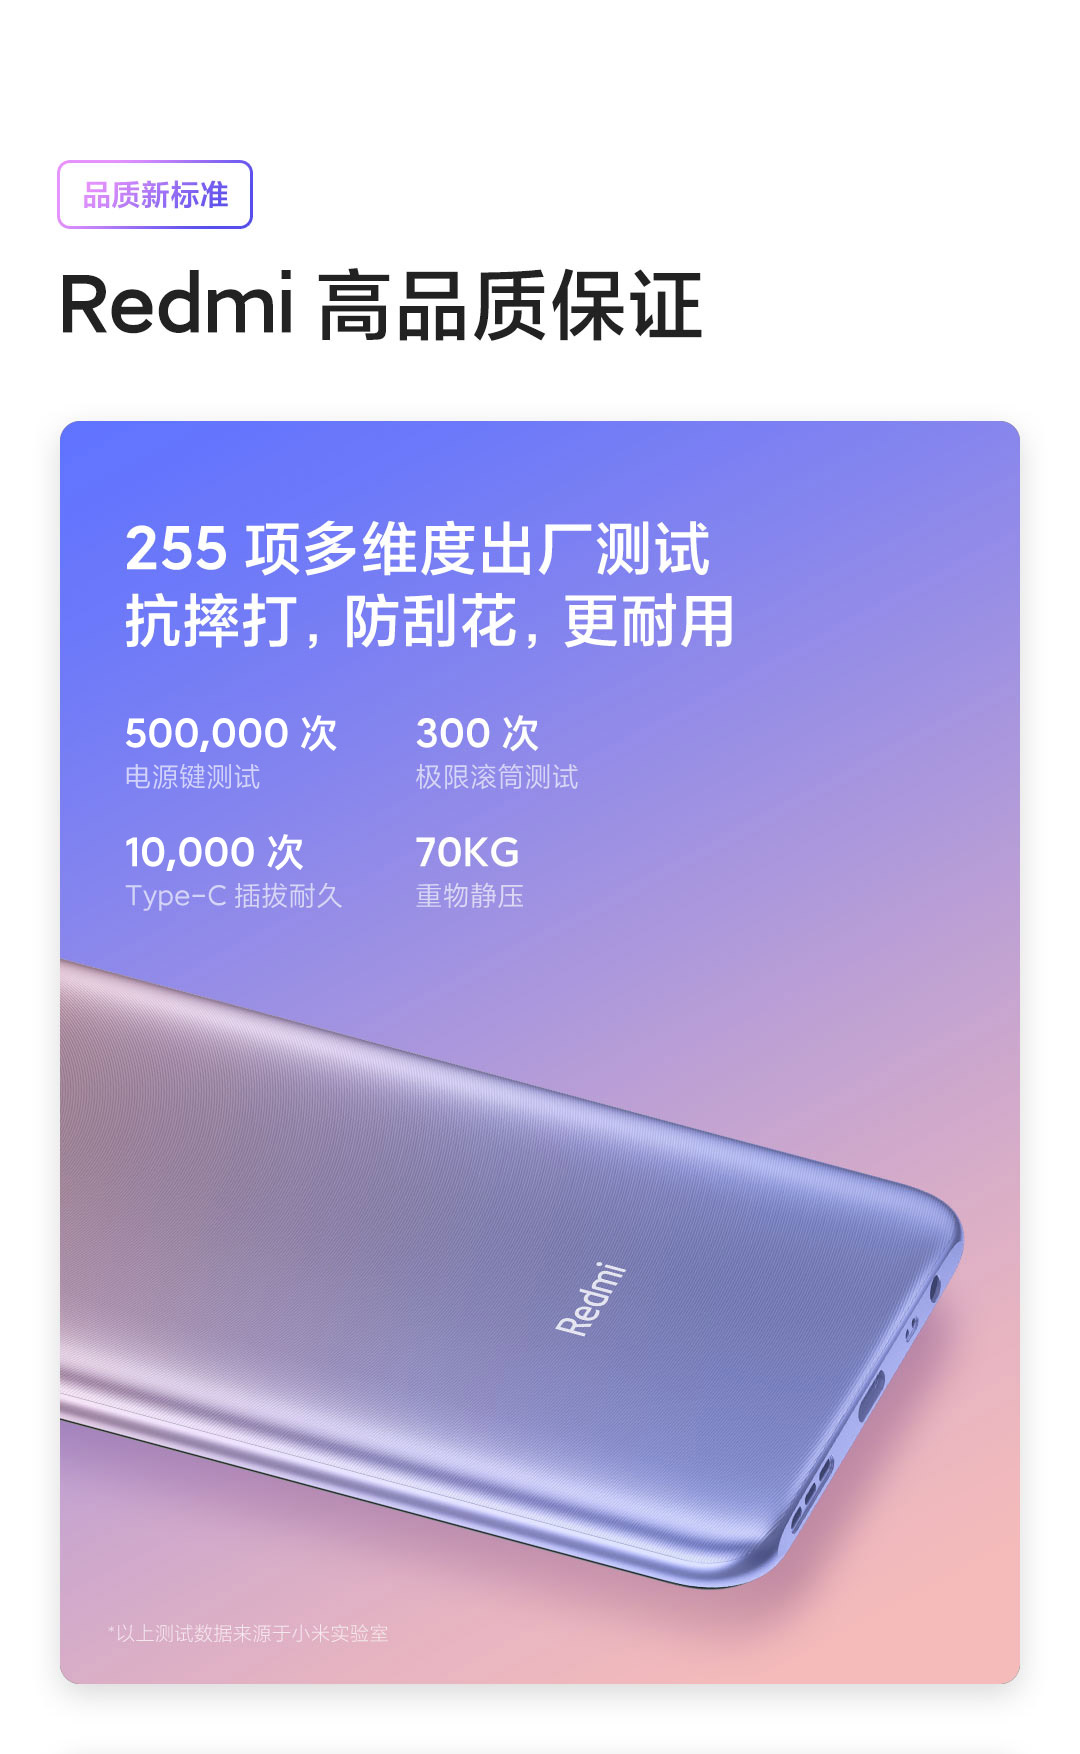 品质新标准
Redmi 高品质保证
255 项多维度出厂测试
抗摔打，防刮花，更耐用
500,000 次
300 次
电源键测试
极限滚筒测试
10,000 次
70KG
Type-C 插拔耐久
重物静压
Redmi
*以上测试数据来源于小米实验室